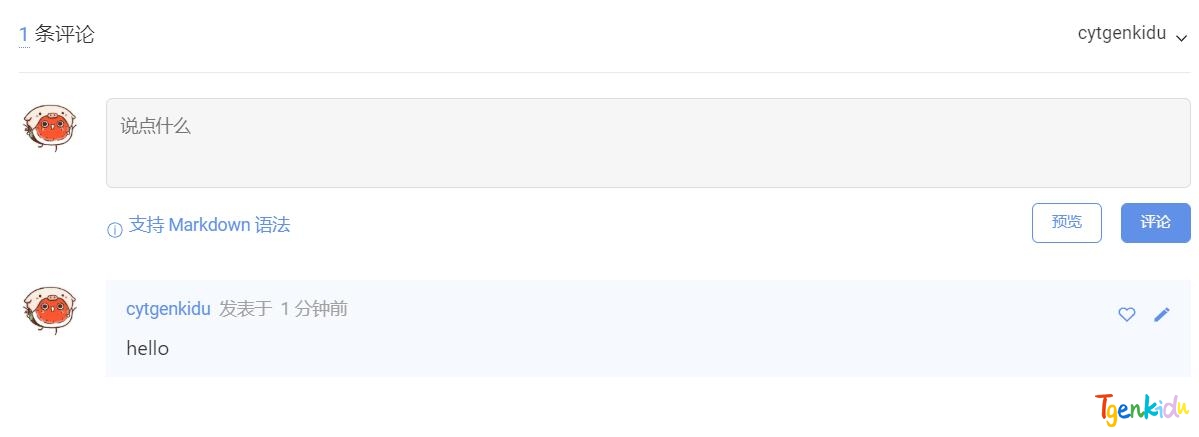 1 条评论
cytgenkidu
说点什么
支持 Markdown 语法
预览
评论
cytgenkidu 发表于 1 分钟前
hello
Tgenkidu